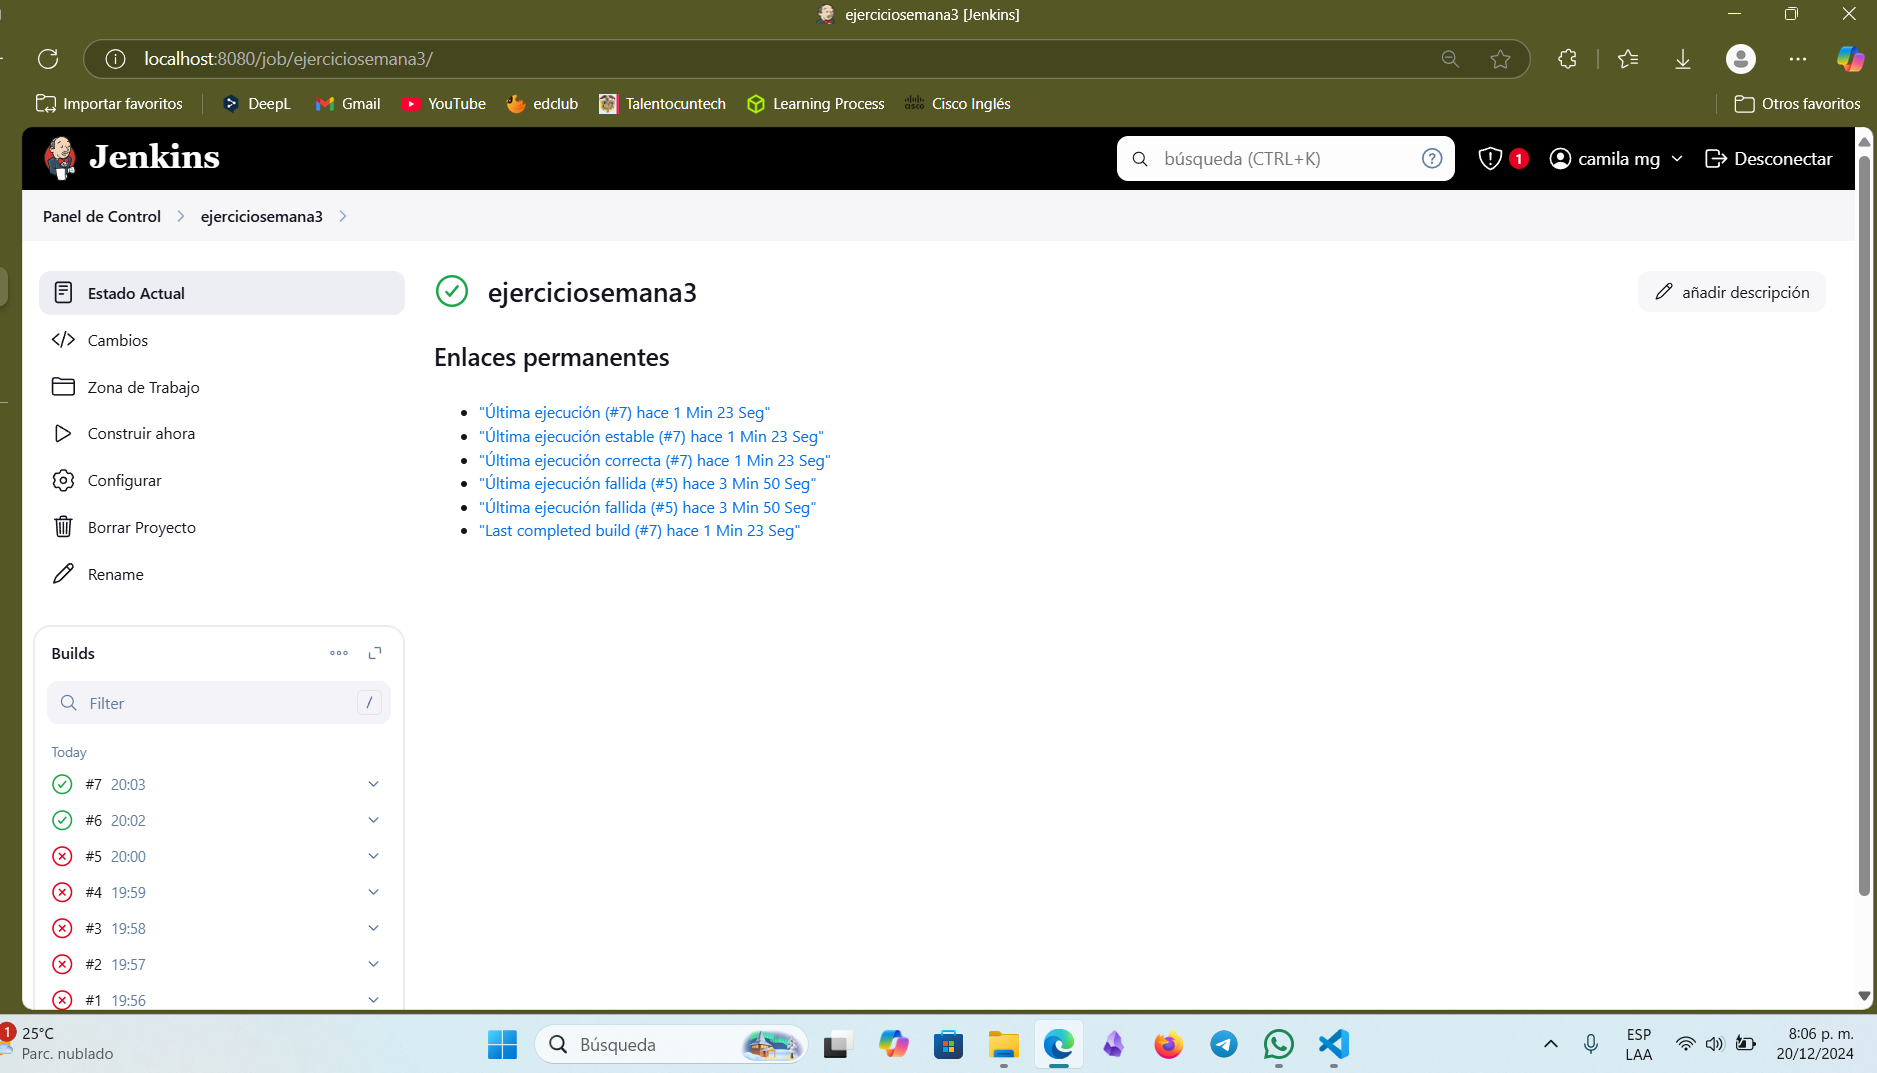 ejerciciosemana3 [Jenkins]
localhost:8080/job/ejerciciosemana3/
Importar favoritos DeepL Gmail YouTube edclub Talentocuntech Learning Process Cisco Inglés Otros favoritos
Jenkins búsqueda (CTRL+K) ? 1 camila mg Desconectar
Panel de Control ejerciciosemana3
Estado Actual
Cambios
Zona de Trabajo
Construir ahora
Configurar
Borrar Proyecto
Rename
ejerciciosemana3 añadir descripción
Enlaces permanentes
"Última ejecución (#7) hace 1 Min 23 Seg"
"Última ejecución estable (#7) hace 1 Min 23 Seg"
"Última ejecución correcta (#7) hace 1 Min 23 Seg"
"Última ejecución fallida (#5) hace 3 Min 50 Seg"
"Última ejecución fallida (#5) hace 3 Min 50 Seg"
"Last completed build (#7) hace 1 Min 23 Seg"
Builds
Filter /
Today
#7 20:03
#6 20:02
#5 20:00
#4 19:59
#3 19:58
#2 19:57
#1 19:56
1 25°C
Parc. nublado
Búsqueda
ESP
LAA
8:06 p. m.
20/12/2024